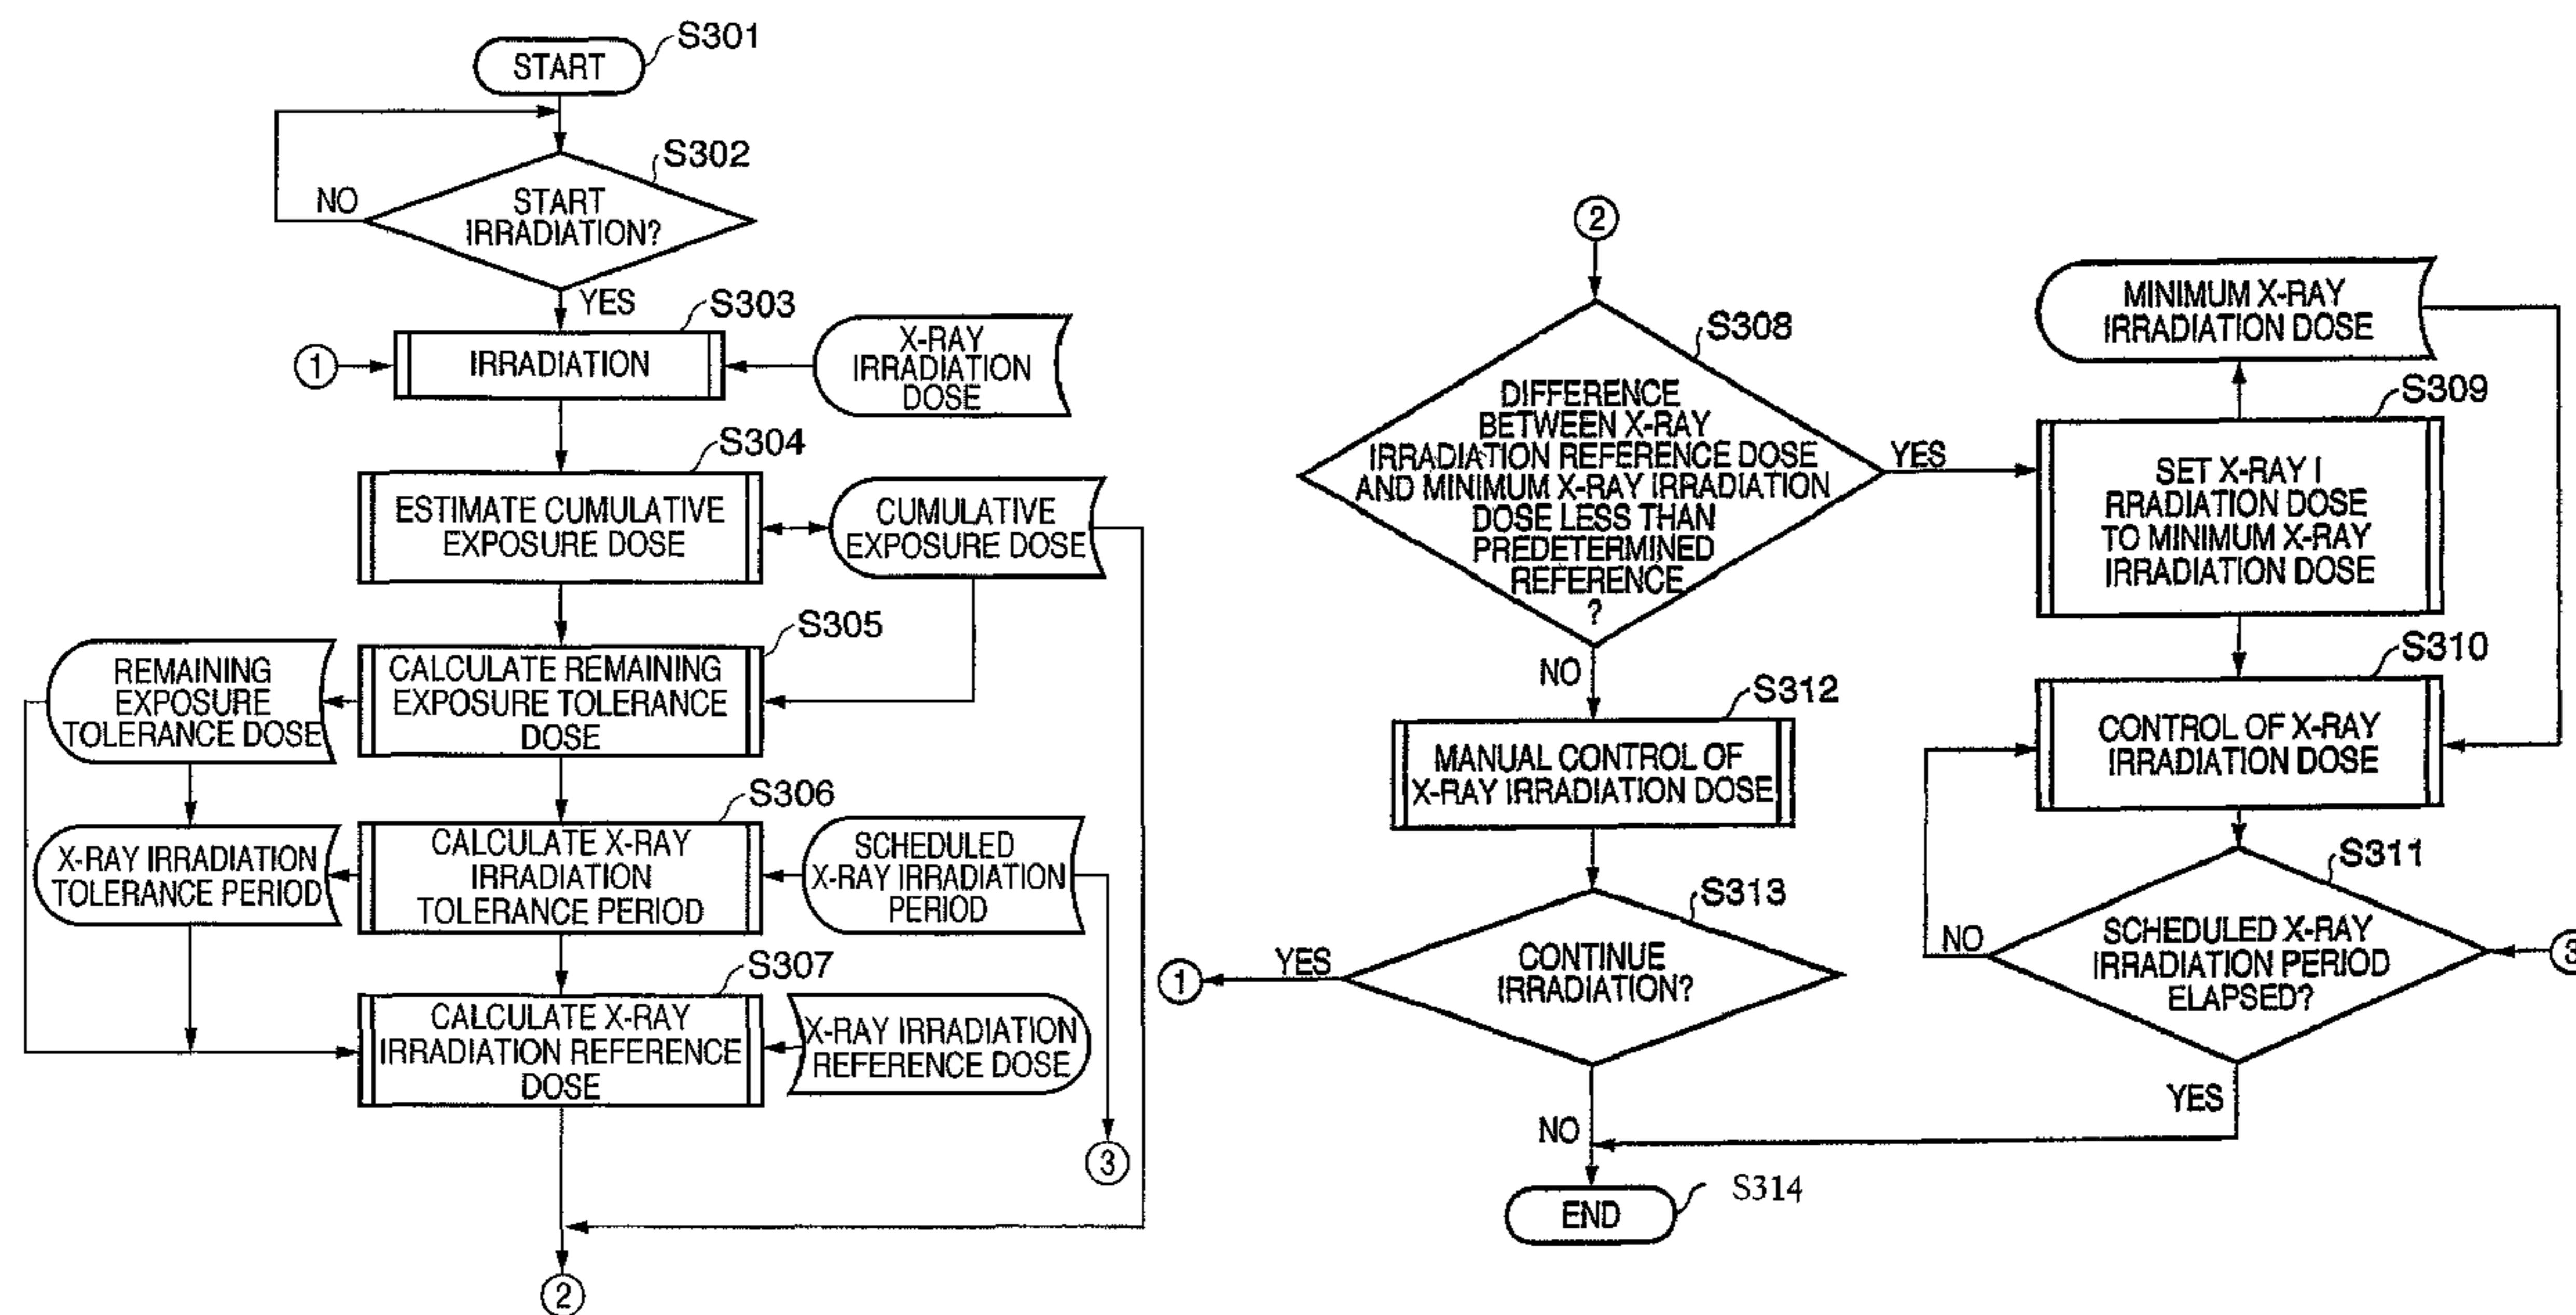 START
S301
S302
START
IRRADIATION?
NO
YES
S303
1
IRRADIATION
X-RAY
IRRADIATION
DOSE
S304
ESTIMATE CUMULATIVE
EXPOSURE DOSE
CUMULATIVE
EXPOSURE DOSE
S305
REMAINING
EXPOSURE
TOLERANCE DOSE
CALCULATE REMAINING
EXPOSURE TOLERANCE
DOSE
S306
X-RAY IRRADIATION
TOLERANCE PERIOD
CALCULATE X-RAY
IRRADIATION
TOLERANCE PERIOD
SCHEDULED
X-RAY IRRADIATION
PERIOD
S307
CALCULATE X-RAY
IRRADIATION REFERENCE
DOSE
X-RAY IRRADIATION
REFERENCE DOSE
3
2
2
S308
DIFFERENCE
BETWEEN X-RAY
IRRADIATION REFERENCE DOSE
AND MINIMUM X-RAY IRRADIATION
DOSE LESS THAN
PREDETERMINED
REFERENCE
?
YES
NO
MINIMUM X-RAY
IRRADIATION DOSE
S309
SET X-RAY I
RRADIATION DOSE
TO MINIMUM X-RAY
IRRADIATION DOSE
S310
CONTROL OF X-RAY
IRRADIATION DOSE
S311
SCHEDULED X-RAY
IRRADIATION PERIOD
ELAPSED?
NO
3
YES
S312
MANUAL CONTROL OF
X-RAY IRRADIATION DOSE
S313
CONTINUE
IRRADIATION?
YES
1
NO
END
S314